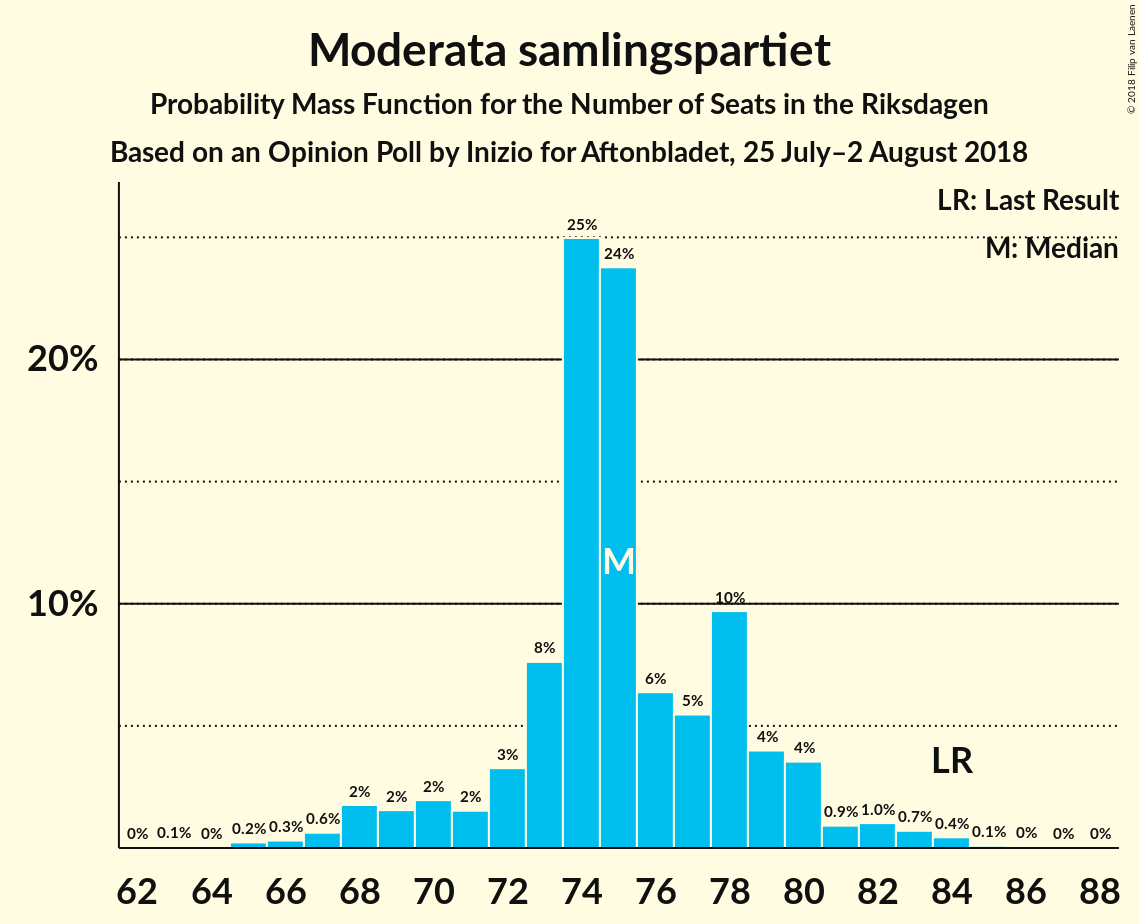 Moderata samlingspartiet
Probability Mass Function for the Number of Seats in the Riksdagen
Based on an Opinion Poll by Inizio for Aftonbladet, 25 July–2 August 2018
© 2018 Filip van Laenen
LR: Last Result
M: Median
20%
10%
0% 0.1% 0% 0.2% 0.3% 0.6% 2% 2% 2% 2% 3% 8% 25% 24% 6% 5% 10% 4% 4% 0.9% 1.0% 0.7% 0.4% 0.1% 0% 0% 0%
M
LR
62 64 66 68 70 72 74 76 78 80 82 84 86 88